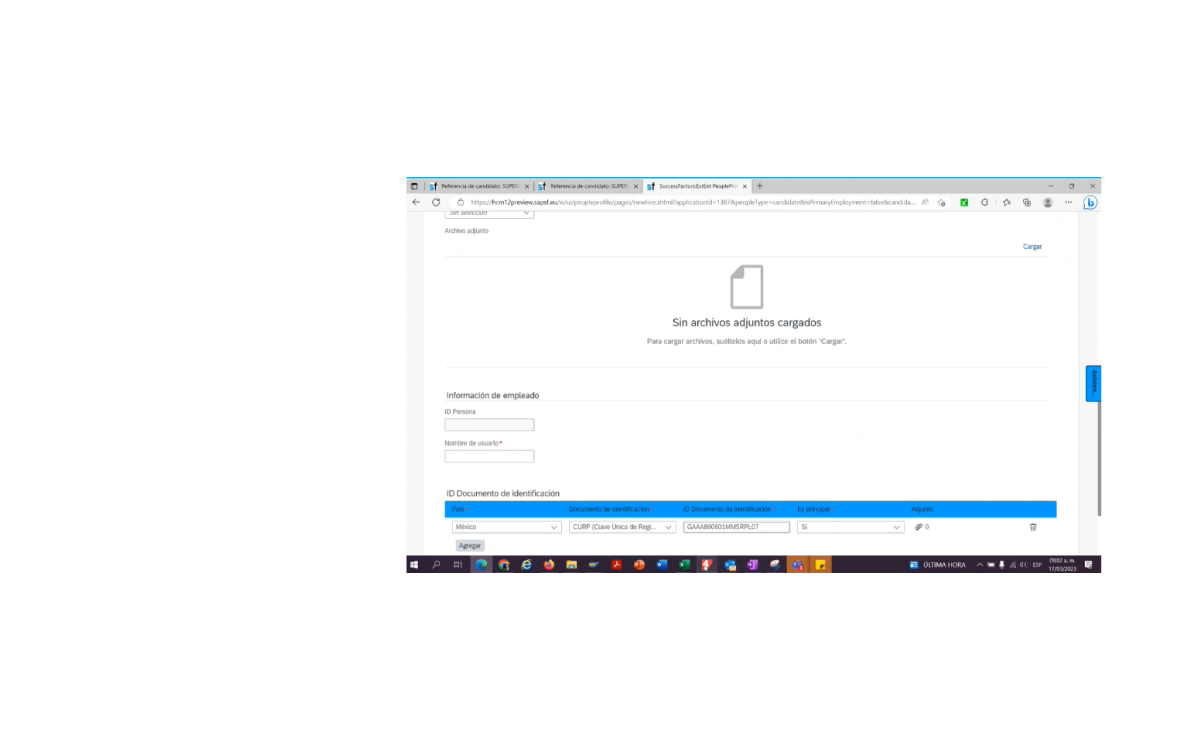 Referencia de candidato: SUPER Referencia de candidato: SUPER SuccessFactors:ExtEnt PeoplePro
https://hcm12preview.sapsf.eu/xi/ui/peopleprofile/pages/newhire.xhtml?applicationId=1387&peopleType=candidate&isPrimaryEmployment=false&candida...
Sin selección
Archivo adjunto
Cargar
Sin archivos adjuntos cargados
Para cargar archivos, suéltelos aquí o utilice el botón "Cargar".
Información de empleado
ID Persona
Nombre de usuario*
ID Documento de identificación
País Documento de identificación ID Documento de identificación Es principal Adjunto
México CURP (Clave Única de Regi... GAAA890601MMSRPL07 Sí 0
Agregar
ÚLTIMA HORA ESP 09:02 p. m.
17/03/2023